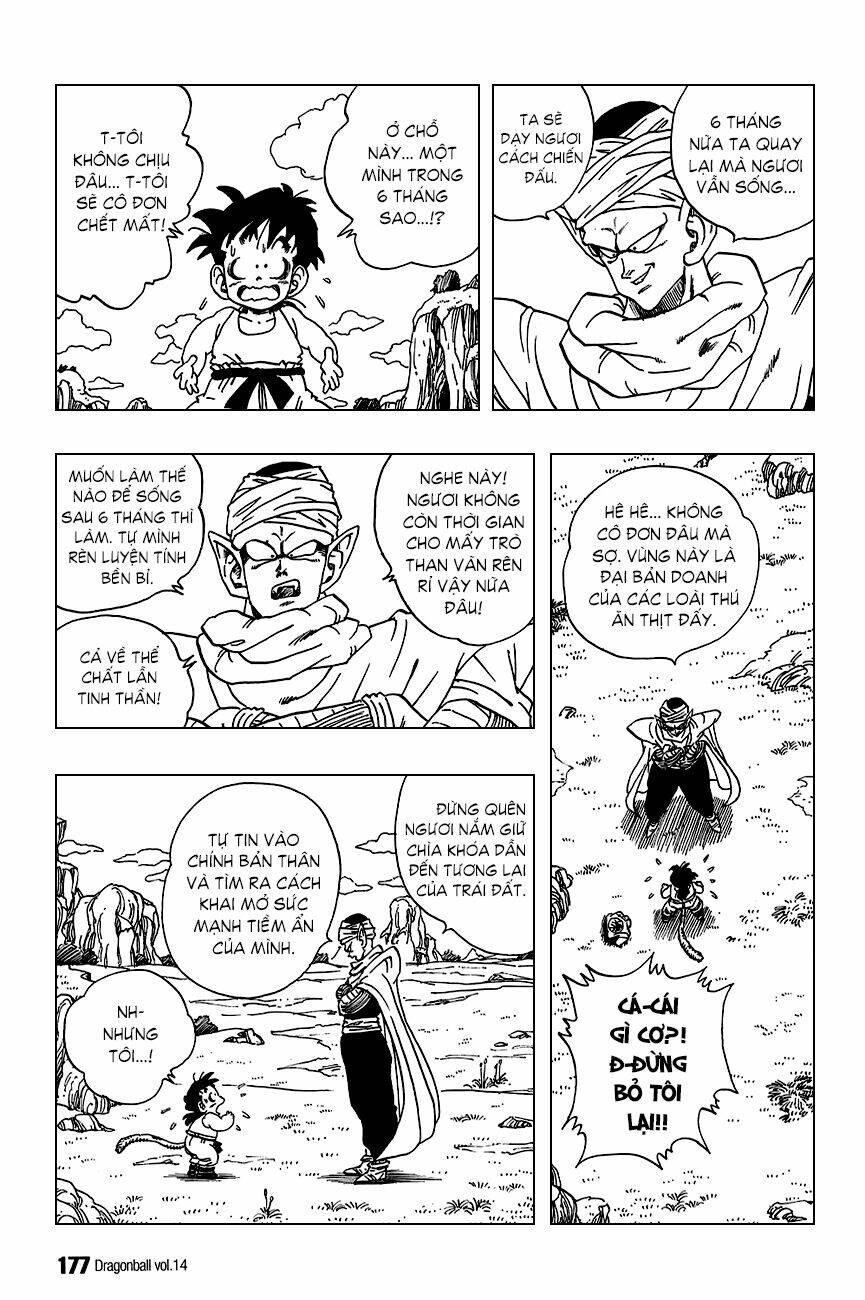 6 THÁNG
NỮA TA QUAY
LẠI MÀ NGƯƠI
VẪN SỐNG...
TA SẼ
DẠY NGƯƠI
CÁCH CHIẾN
ĐẤU.
Ở CHỖ
NÀY... MỘT
MÌNH TRONG
6 THÁNG
SAO...!?
T-TÔI
KHÔNG CHỊU
ĐÂU... T-TÔI
SẼ CÔ ĐƠN
CHẾT MẤT!
HÊ HÊ... KHÔNG
CÔ ĐƠN ĐÂU MÀ
SỢ. VÙNG NÀY LÀ
ĐẠI BẢN DOANH
CỦA CÁC LOÀI THÚ
ĂN THỊT ĐẤY.
CÁ-CÁI
GÌ CƠ?!
Đ-ĐỪNG
BỎ TÔI
LẠI!!
NGHE NÀY!
NGƯƠI KHÔNG
CÒN THỜI GIAN
CHO MẤY TRÒ
THAN VÃN RÊN
RỈ VẬY NỮA
ĐÂU!
MUỐN LÀM THẾ
NÀO ĐỂ SỐNG
SAU 6 THÁNG THÌ
LÀM. TỰ MÌNH
RÈN LUYỆN TÍNH
BỀN BỈ.
CẢ VỀ THỂ
CHẤT LẪN
TINH THẦN!
ĐỪNG QUÊN
NGƯƠI NẮM GIỮ
CHÌA KHÓA DẪN
ĐẾN TƯƠNG LAI
CỦA TRÁI ĐẤT.
TỰ TIN VÀO
CHÍNH BẢN THÂN
VÀ TÌM RA CÁCH
KHAI MỞ SỨC
MẠNH TIỀM ẨN
CỦA MÌNH.
NH-
NHƯNG
TÔI...!
177 Dragonball vol.14